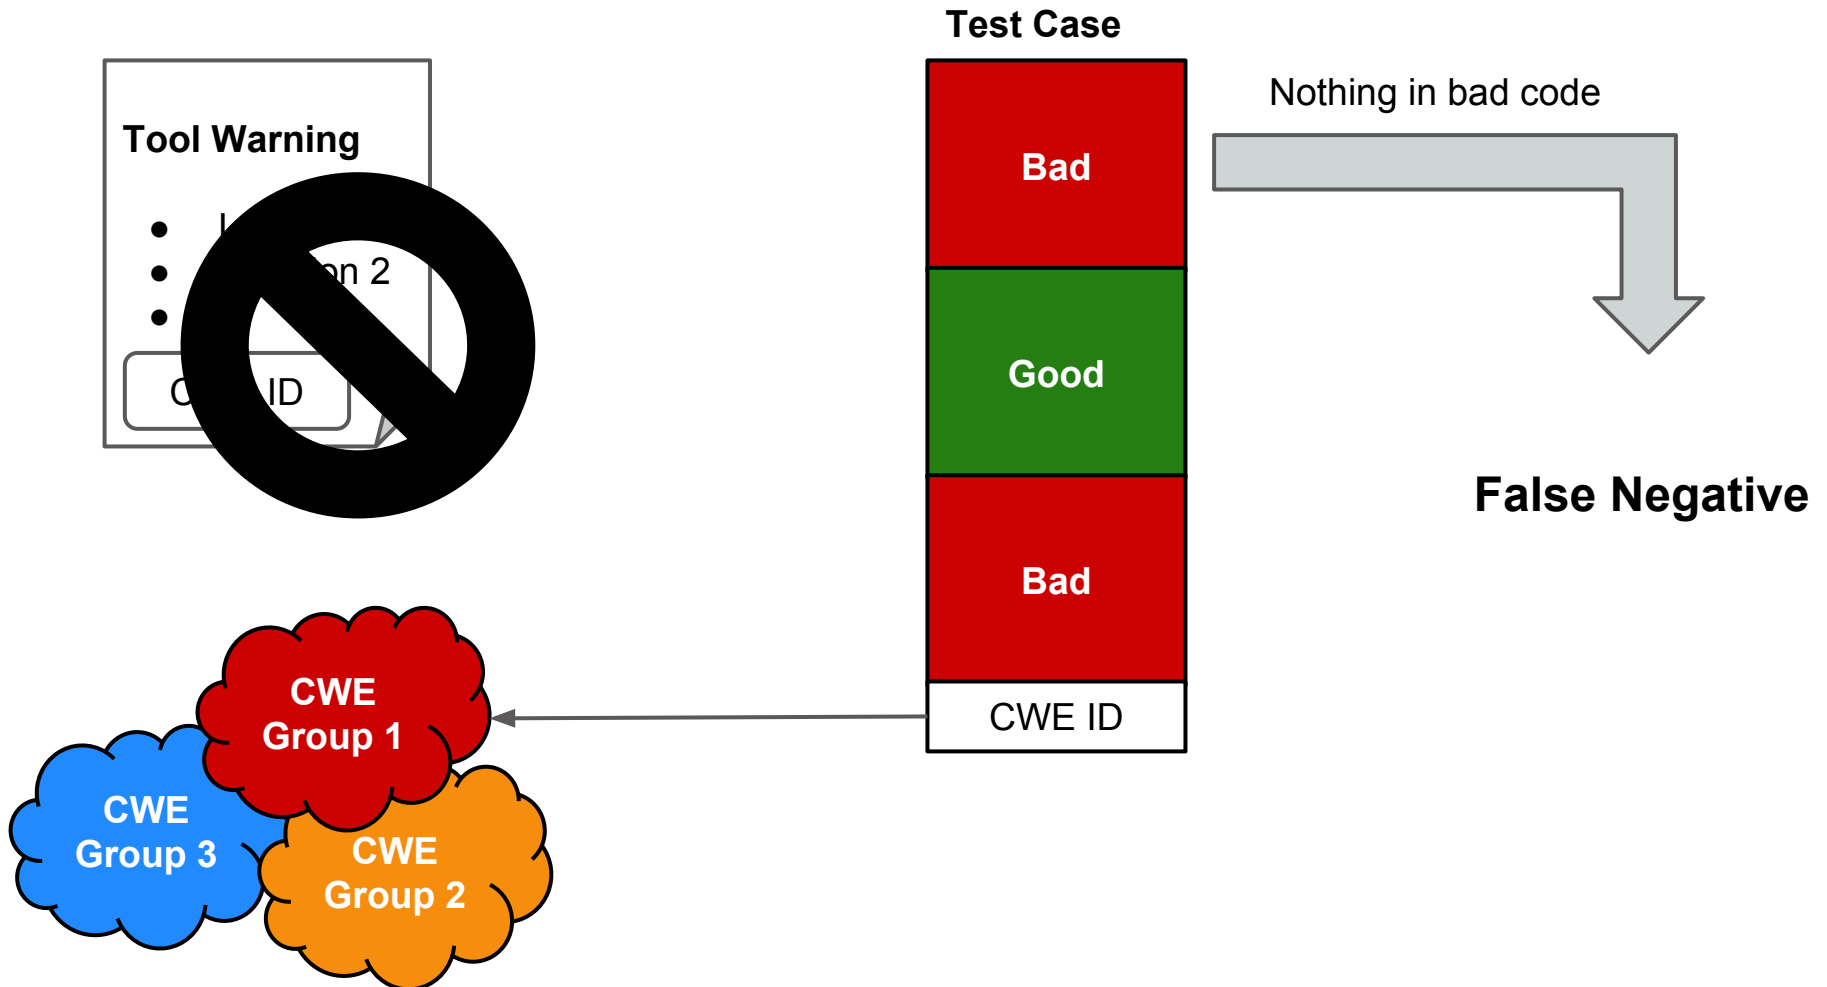 Test Case
Tool Warning
2
ID
Bad
Good
Bad
CWE ID
Nothing in bad code
False Negative
CWE
Group 1
CWE
Group 3
CWE
Group 2